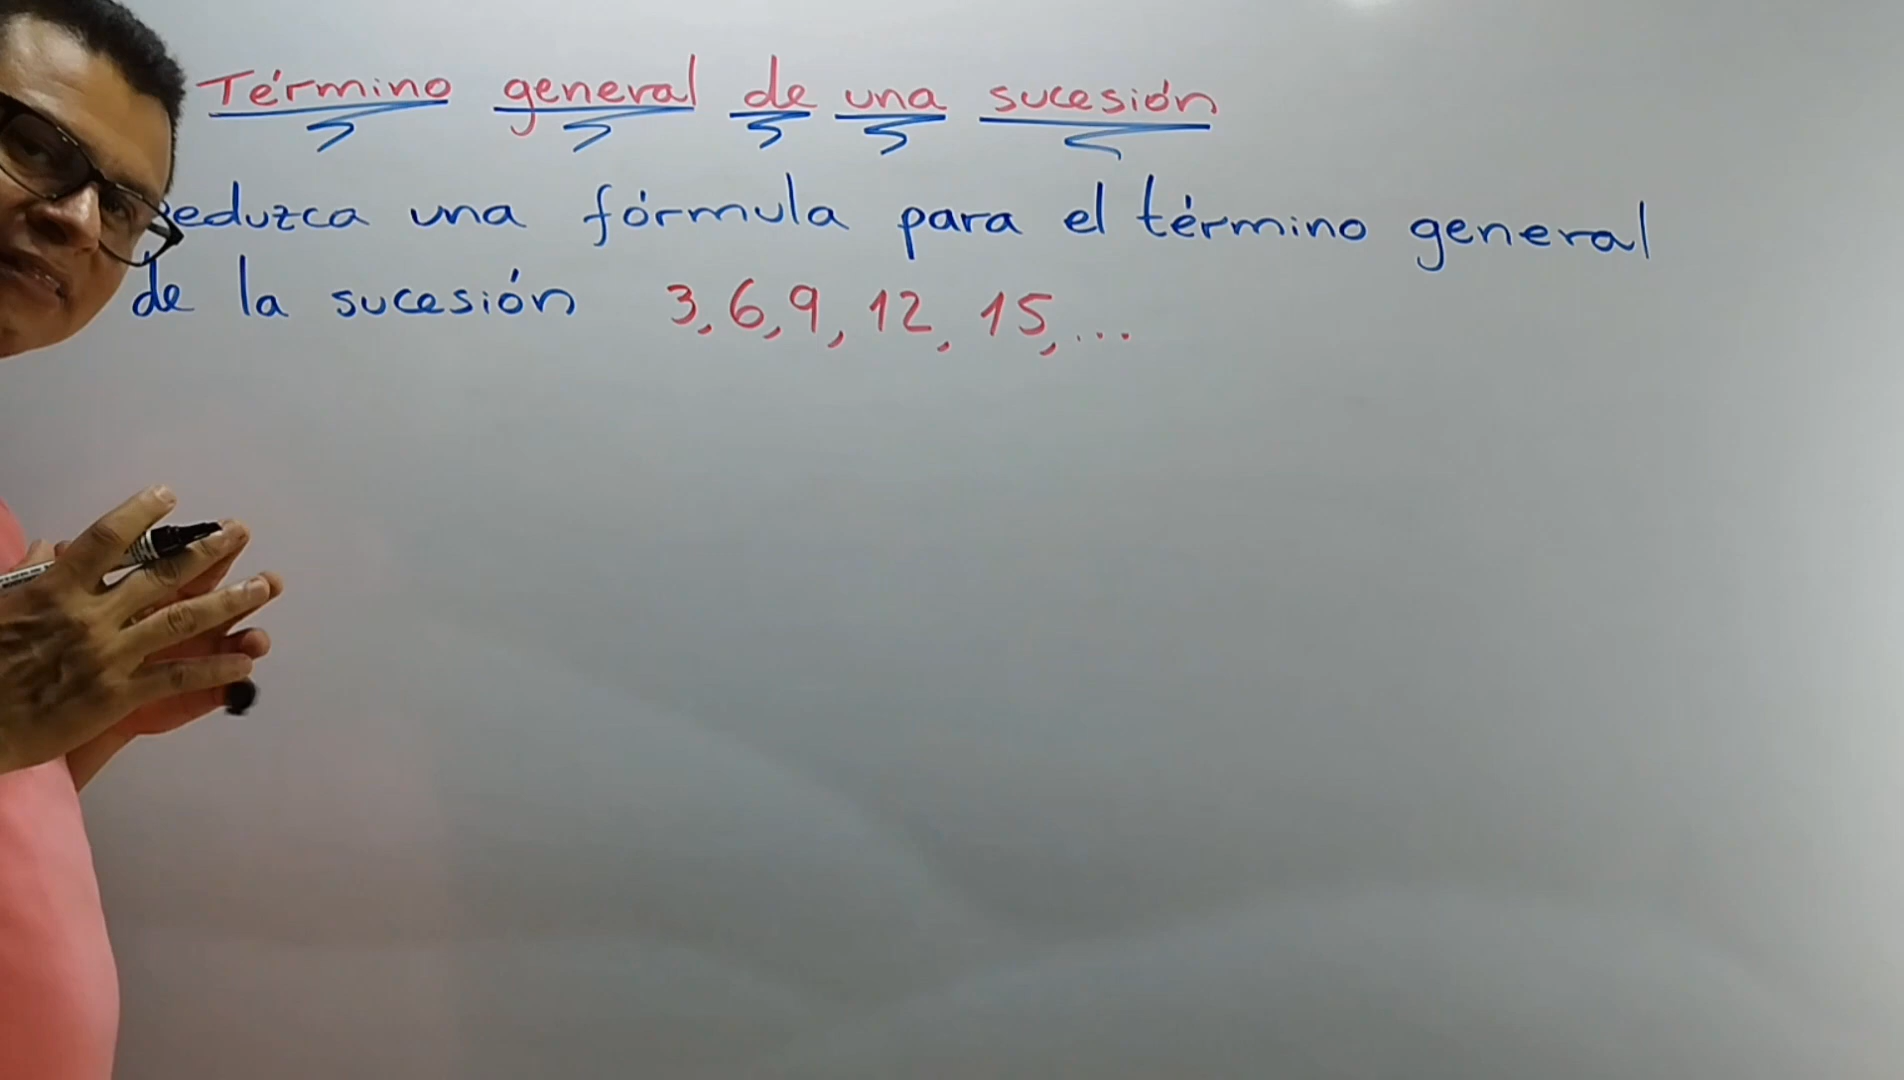 Término general de una sucesión
Deduzca una fórmula para el término general
de la sucesión 3, 6, 9, 12, 15, ...